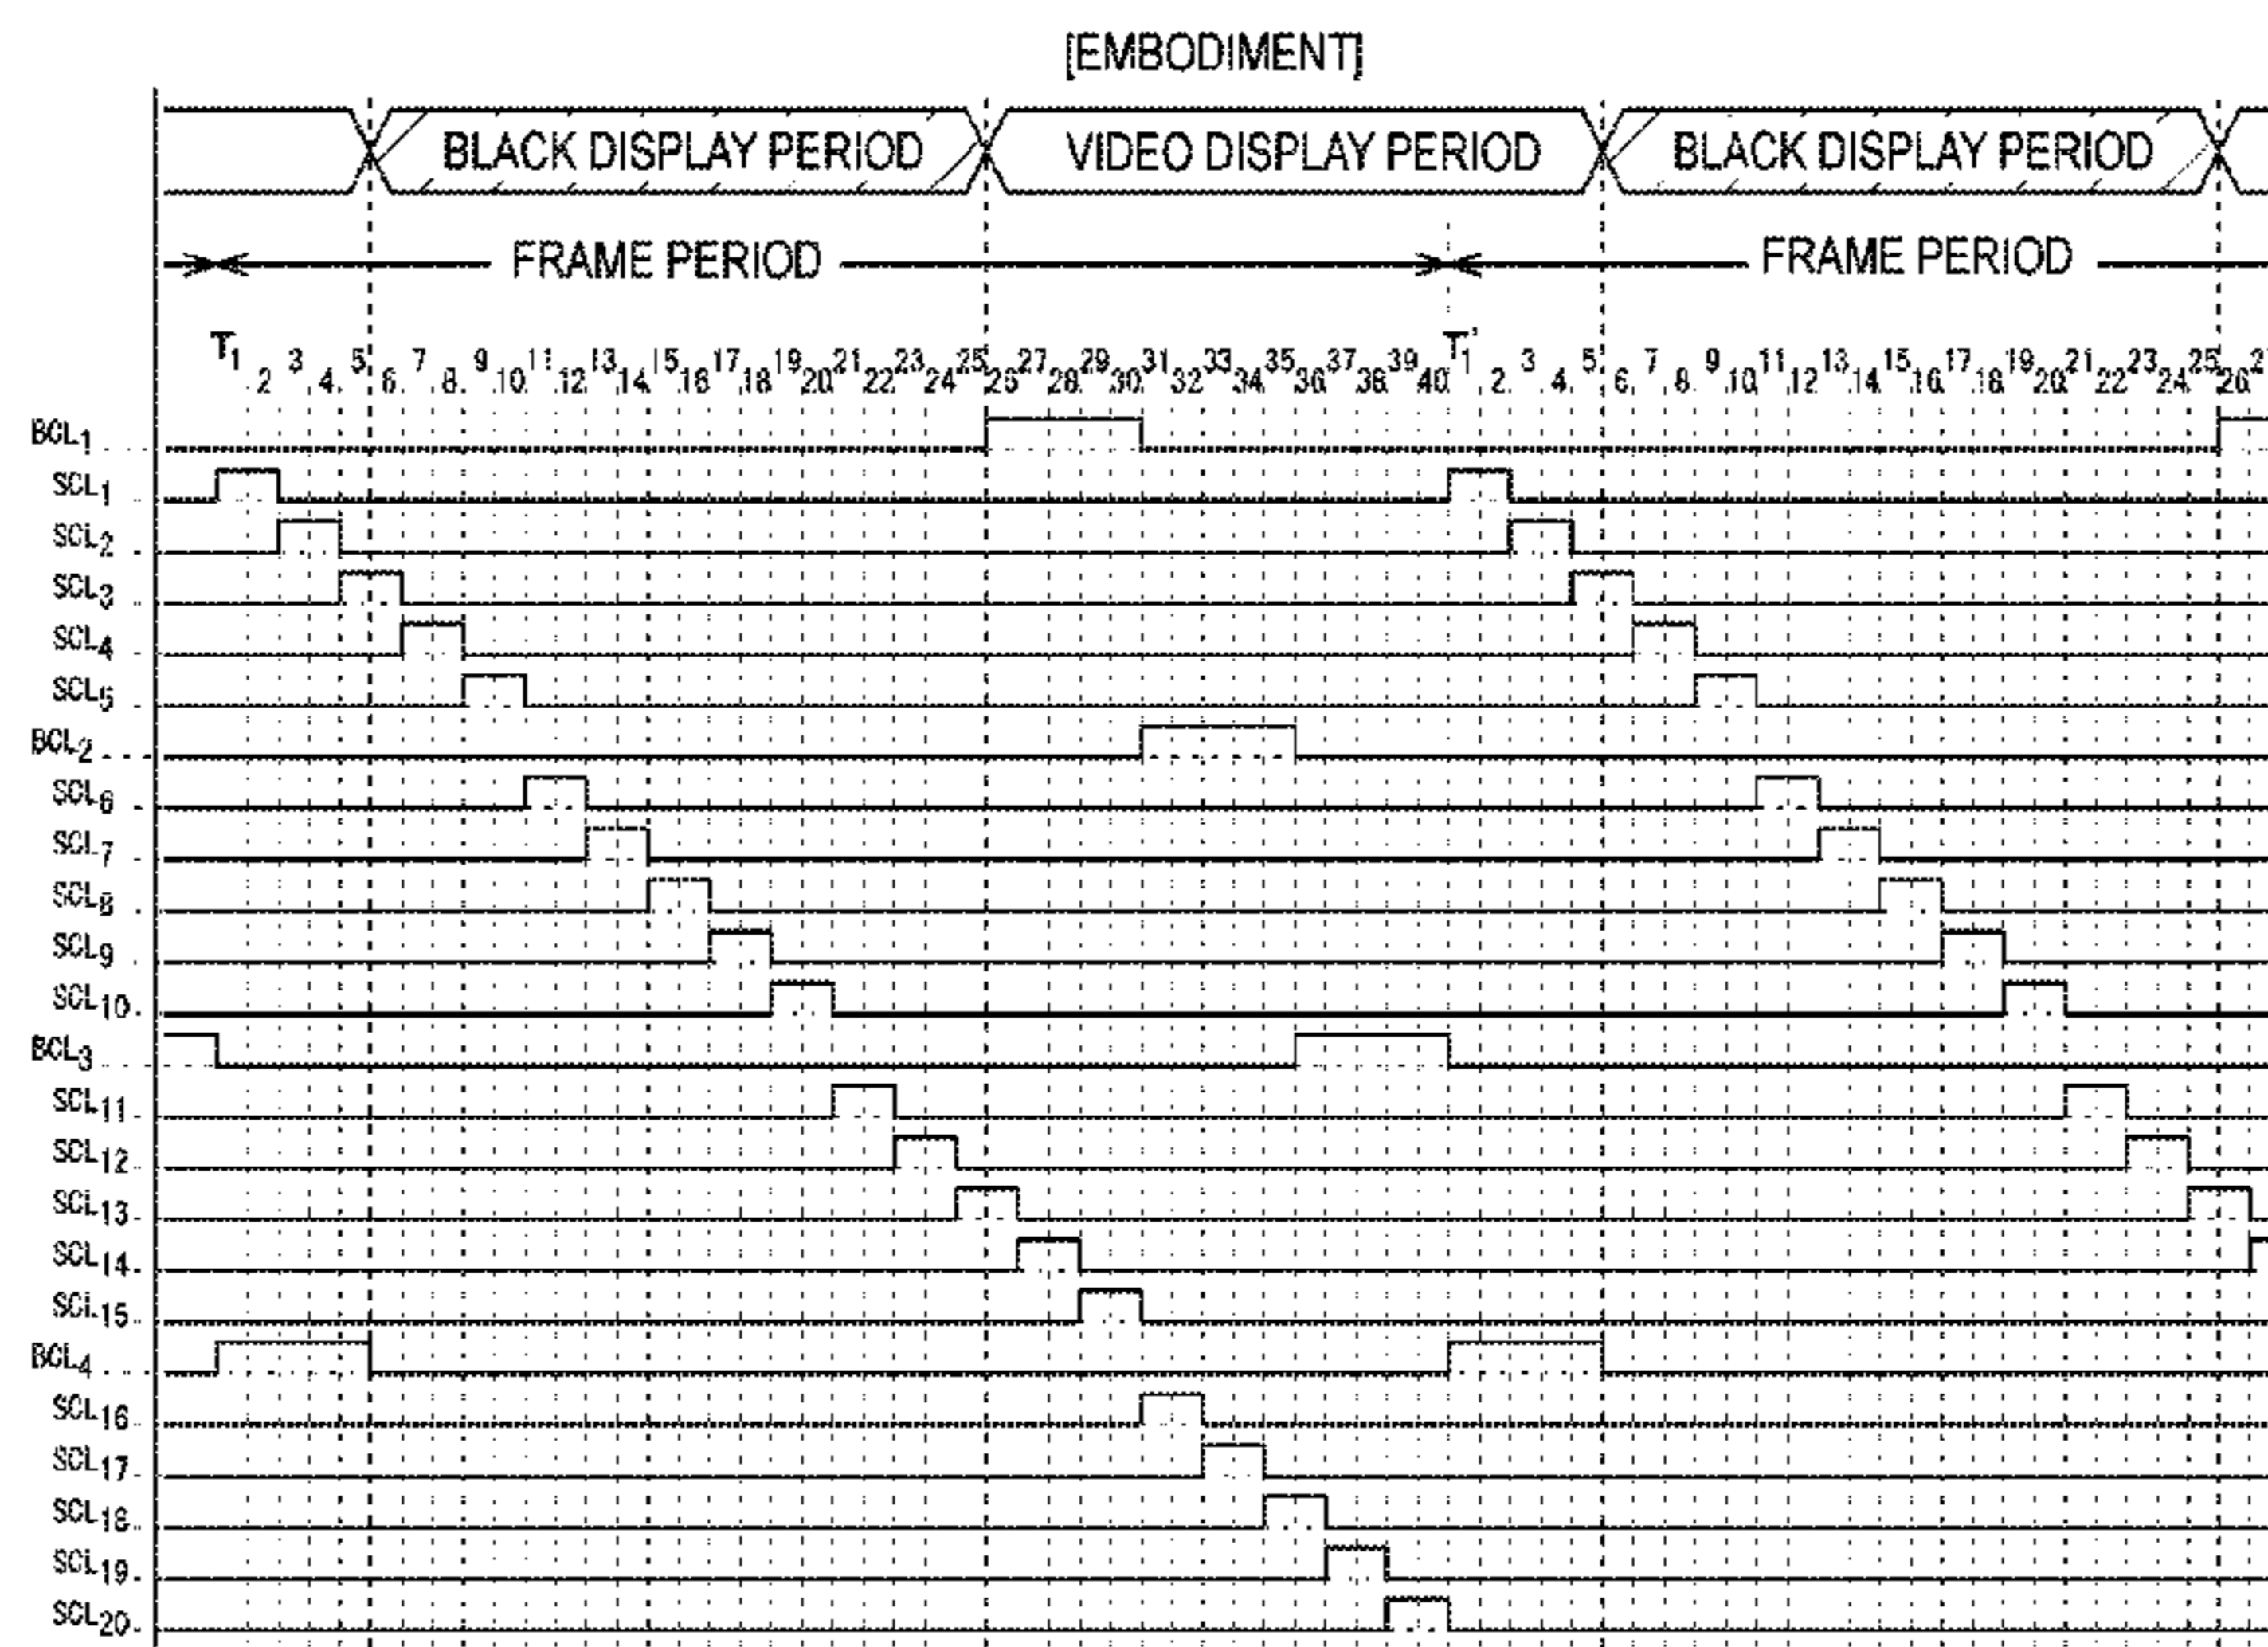 [EMBODIMENT]
BLACK DISPLAY PERIOD VIDEO DISPLAY PERIOD BLACK DISPLAY PERIOD
FRAME PERIOD FRAME PERIOD
T1 3 5 7 9 11 13 15 17 19 21 23 25 27 29 31 33 35 37 39 T'1 3 5 7 9 11 13 15 17 19 21 23 25
2 4 6 8 10 12 14 16 18 20 22 24 26 28 30 32 34 36 38 40 2 4 6 8 10 12 14 16 18 20 22 24 26
BCL1
SCL1
SCL2
SCL3
SCL4
SCL5
BCL2
SCL6
SCL7
SCL8
SCL9
SCL10
BCL3
SCL11
SCL12
SCL13
SCL14
SCL15
BCL4
SCL16
SCL17
SCL18
SCL19
SCL20